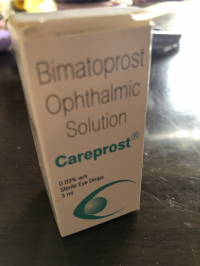 Bimatoprost
Ophthalmic
Solution
Careprost®
0.03% w/v
Sterile Eye Drops
3 ml